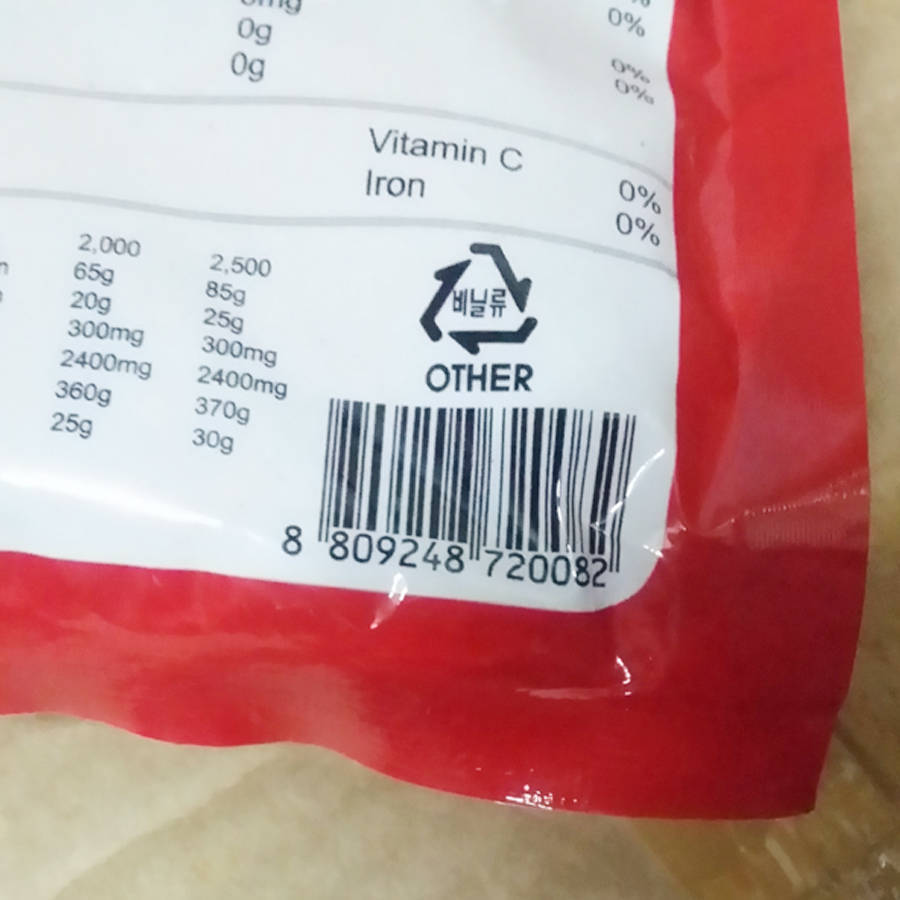 0g
0%
0g
0%
0%
Vitamin C
0%
Iron
0%
2,000
2,500
65g
85g
20g
25g
300mg
300mg
2400mg
2400mg
360g
370g
25g
30g
비닐류
OTHER
8 809248 720082